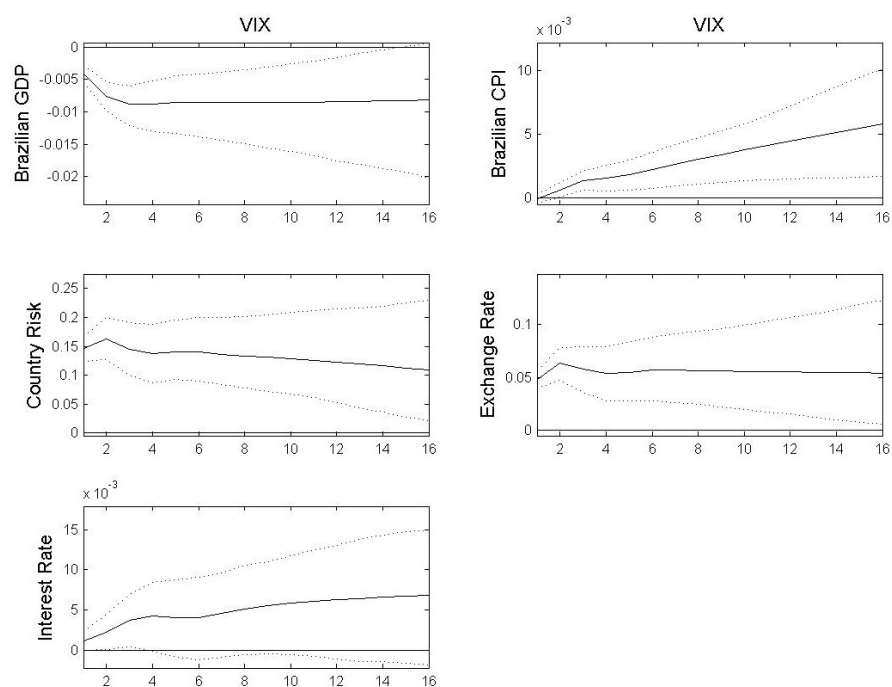 VIX
0
-0.005
-0.01
-0.015
-0.02
Brazilian GDP
2 4 6 8 10 12 14 16
VIX
x 10⁻³
10
5
0
Brazilian CPI
2 4 6 8 10 12 14 16
0.25
0.2
0.15
0.1
0.05
0
Country Risk
2 4 6 8 10 12 14 16
0.1
0.05
0
Exchange Rate
2 4 6 8 10 12 14 16
x 10⁻³
15
10
5
0
Interest Rate
2 4 6 8 10 12 14 16